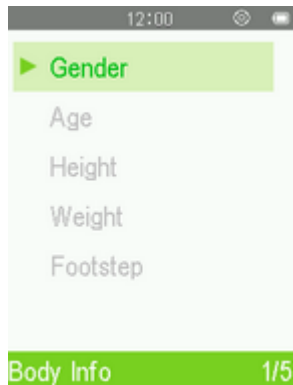 12:00
Gender
Age
Height
Weight
Footstep
Body Info 1/5